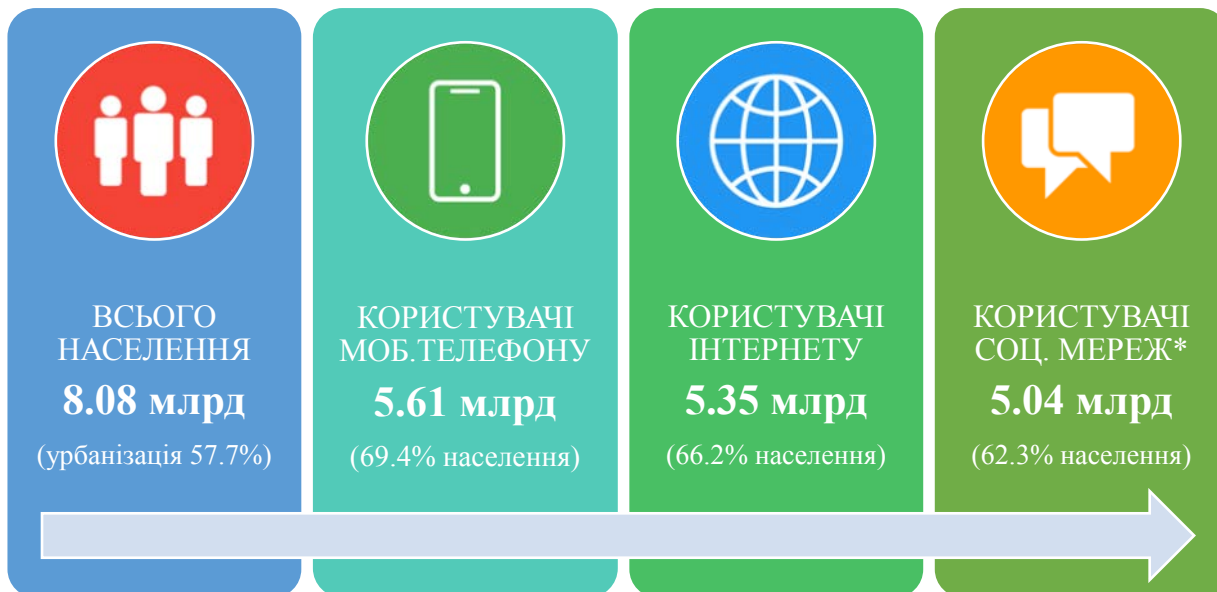 ВСЬОГО
НАСЕЛЕННЯ
8.08 млрд
(урбанізація 57.7%)
КОРИСТУВАЧІ
МОБ.ТЕЛЕФОНУ
5.61 млрд
(69.4% населення)
КОРИСТУВАЧІ
ІНТЕРНЕТУ
5.35 млрд
(66.2% населення)
КОРИСТУВАЧІ
СОЦ. МЕРЕЖ*
5.04 млрд
(62.3% населення)